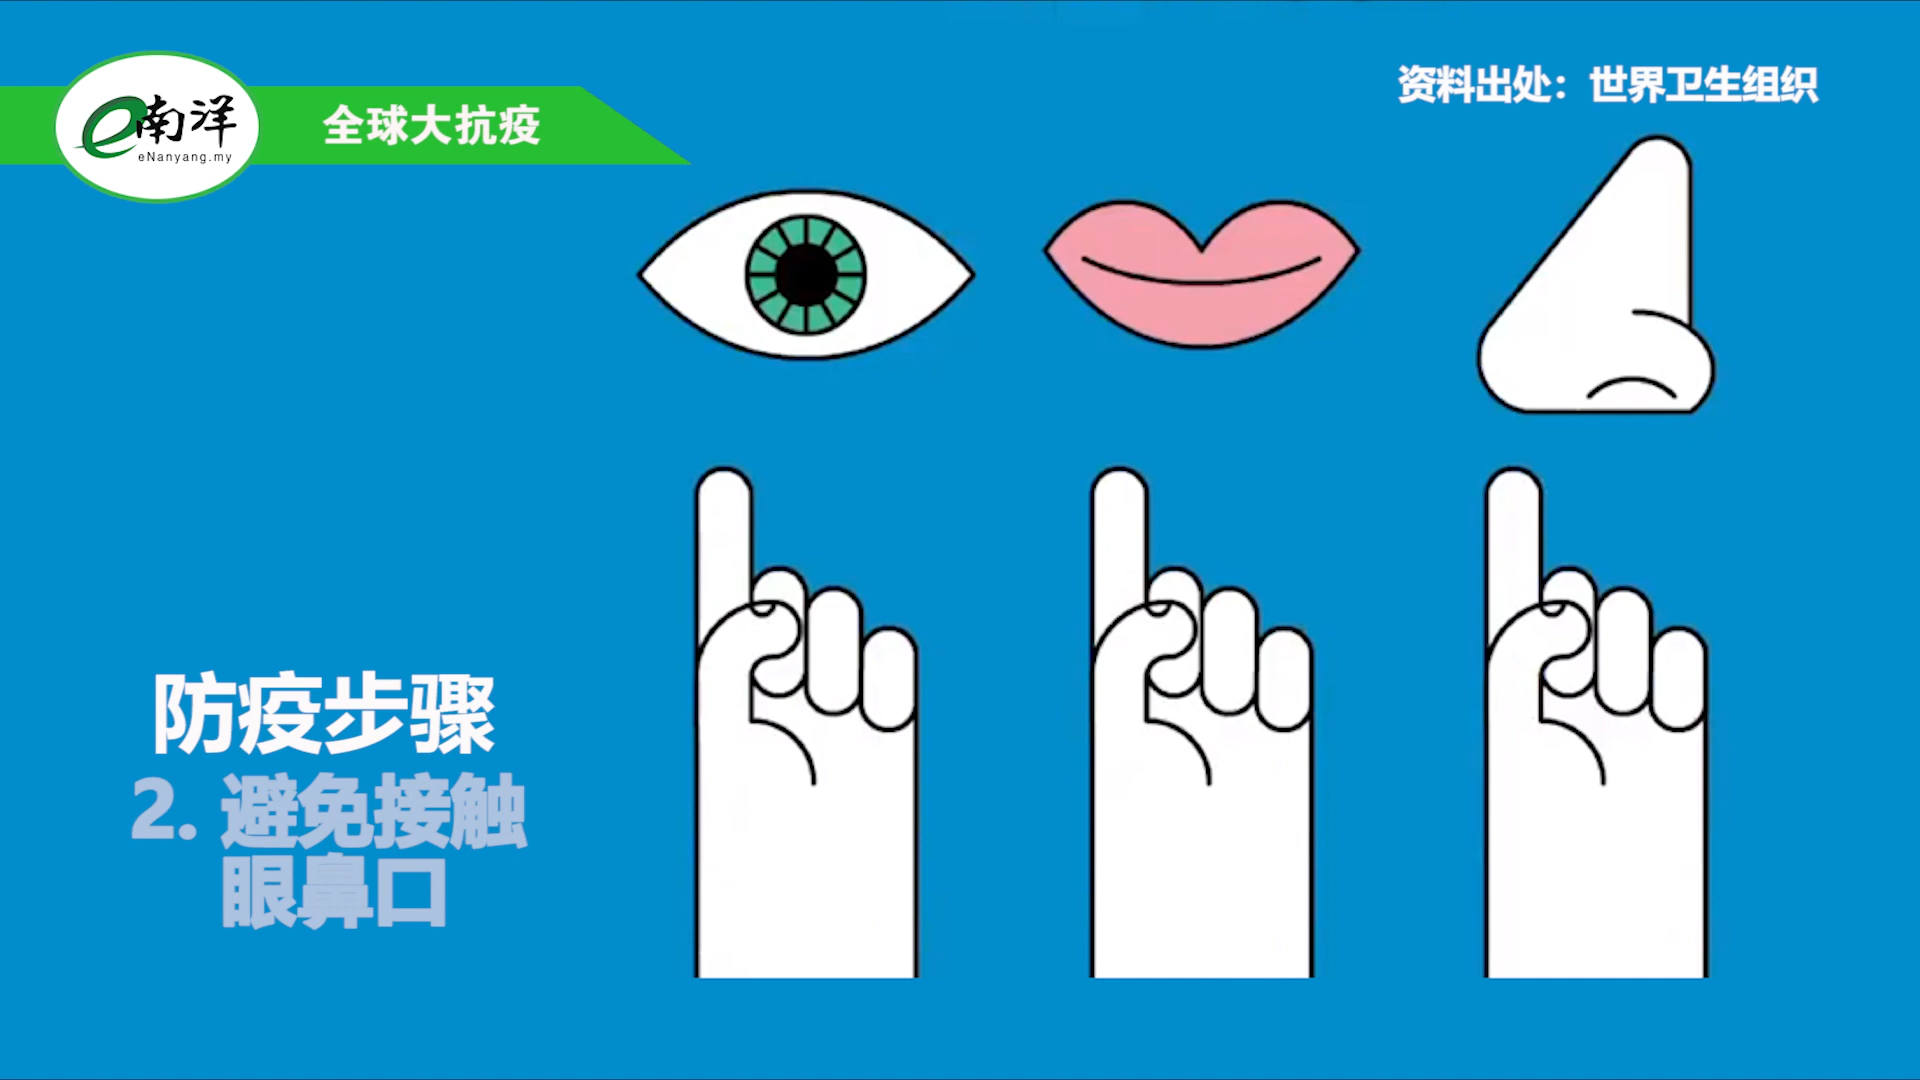 e南洋
eNanyang.my
全球大抗疫
资料出处：世界卫生组织
防疫步骤
2. 避免接触
眼鼻口